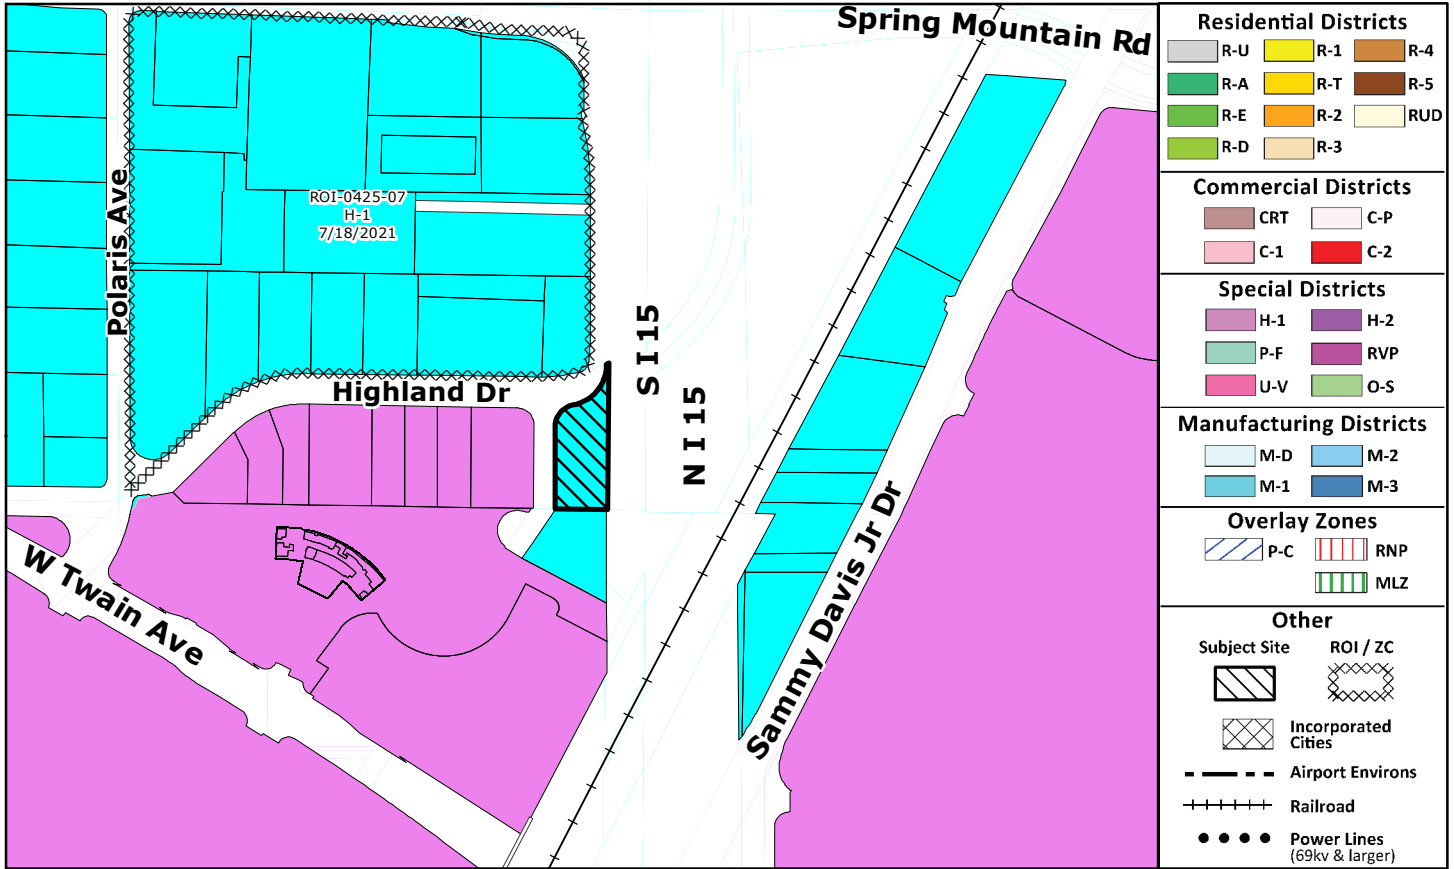 Spring Mountain Rd
Polaris Ave
ROI-0425-07
H-1
7/18/2021
Highland Dr
S I 15
N I 15
W Twain Ave
Sammy Davis Jr Dr
Residential Districts
R-U
R-1
R-4
R-A
R-T
R-5
R-E
R-2
RUD
R-D
R-3
Commercial Districts
CRT
C-P
C-1
C-2
Special Districts
H-1
H-2
P-F
RVP
U-V
O-S
Manufacturing Districts
M-D
M-2
M-1
M-3
Overlay Zones
P-C
RNP
MLZ
Other
Subject Site
ROI / ZC
Incorporated
Cities
Airport Environs
Railroad
Power Lines
(69kv & larger)